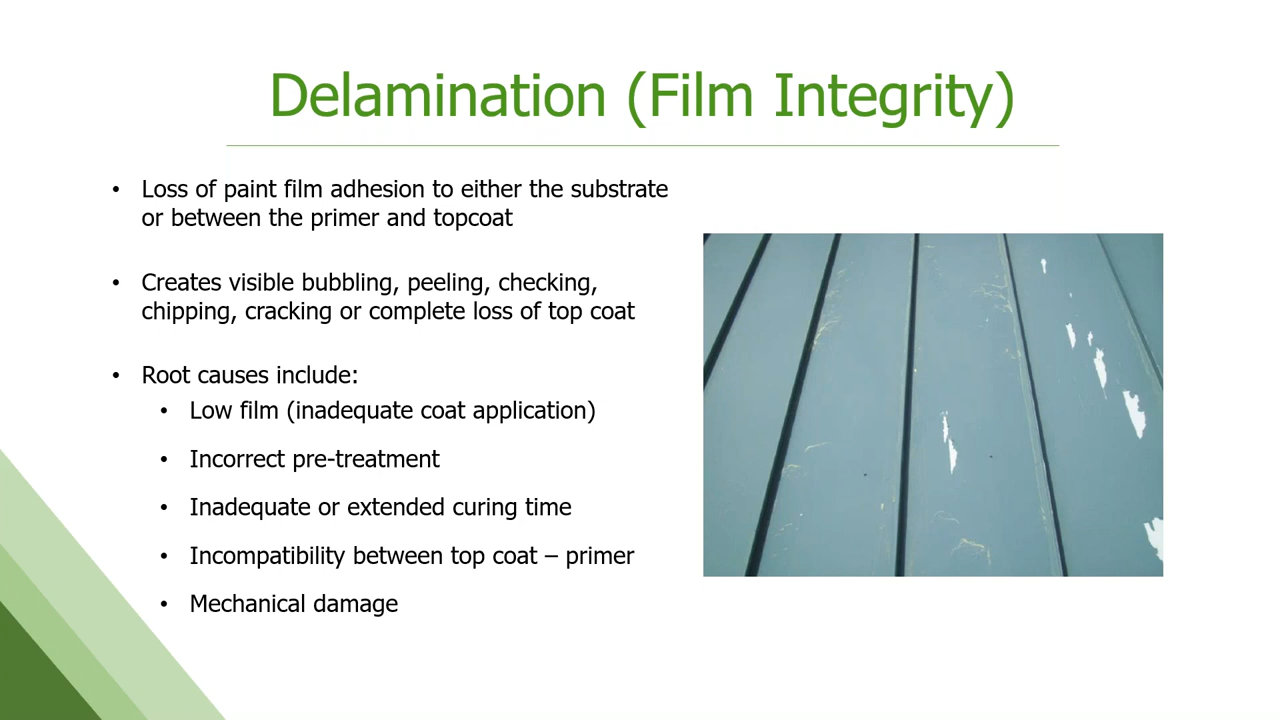 Delamination (Film Integrity)
• Loss of paint film adhesion to either the substrate
or between the primer and topcoat
• Creates visible bubbling, peeling, checking,
chipping, cracking or complete loss of top coat
• Root causes include:
• Low film (inadequate coat application)
• Incorrect pre-treatment
• Inadequate or extended curing time
• Incompatibility between top coat – primer
• Mechanical damage